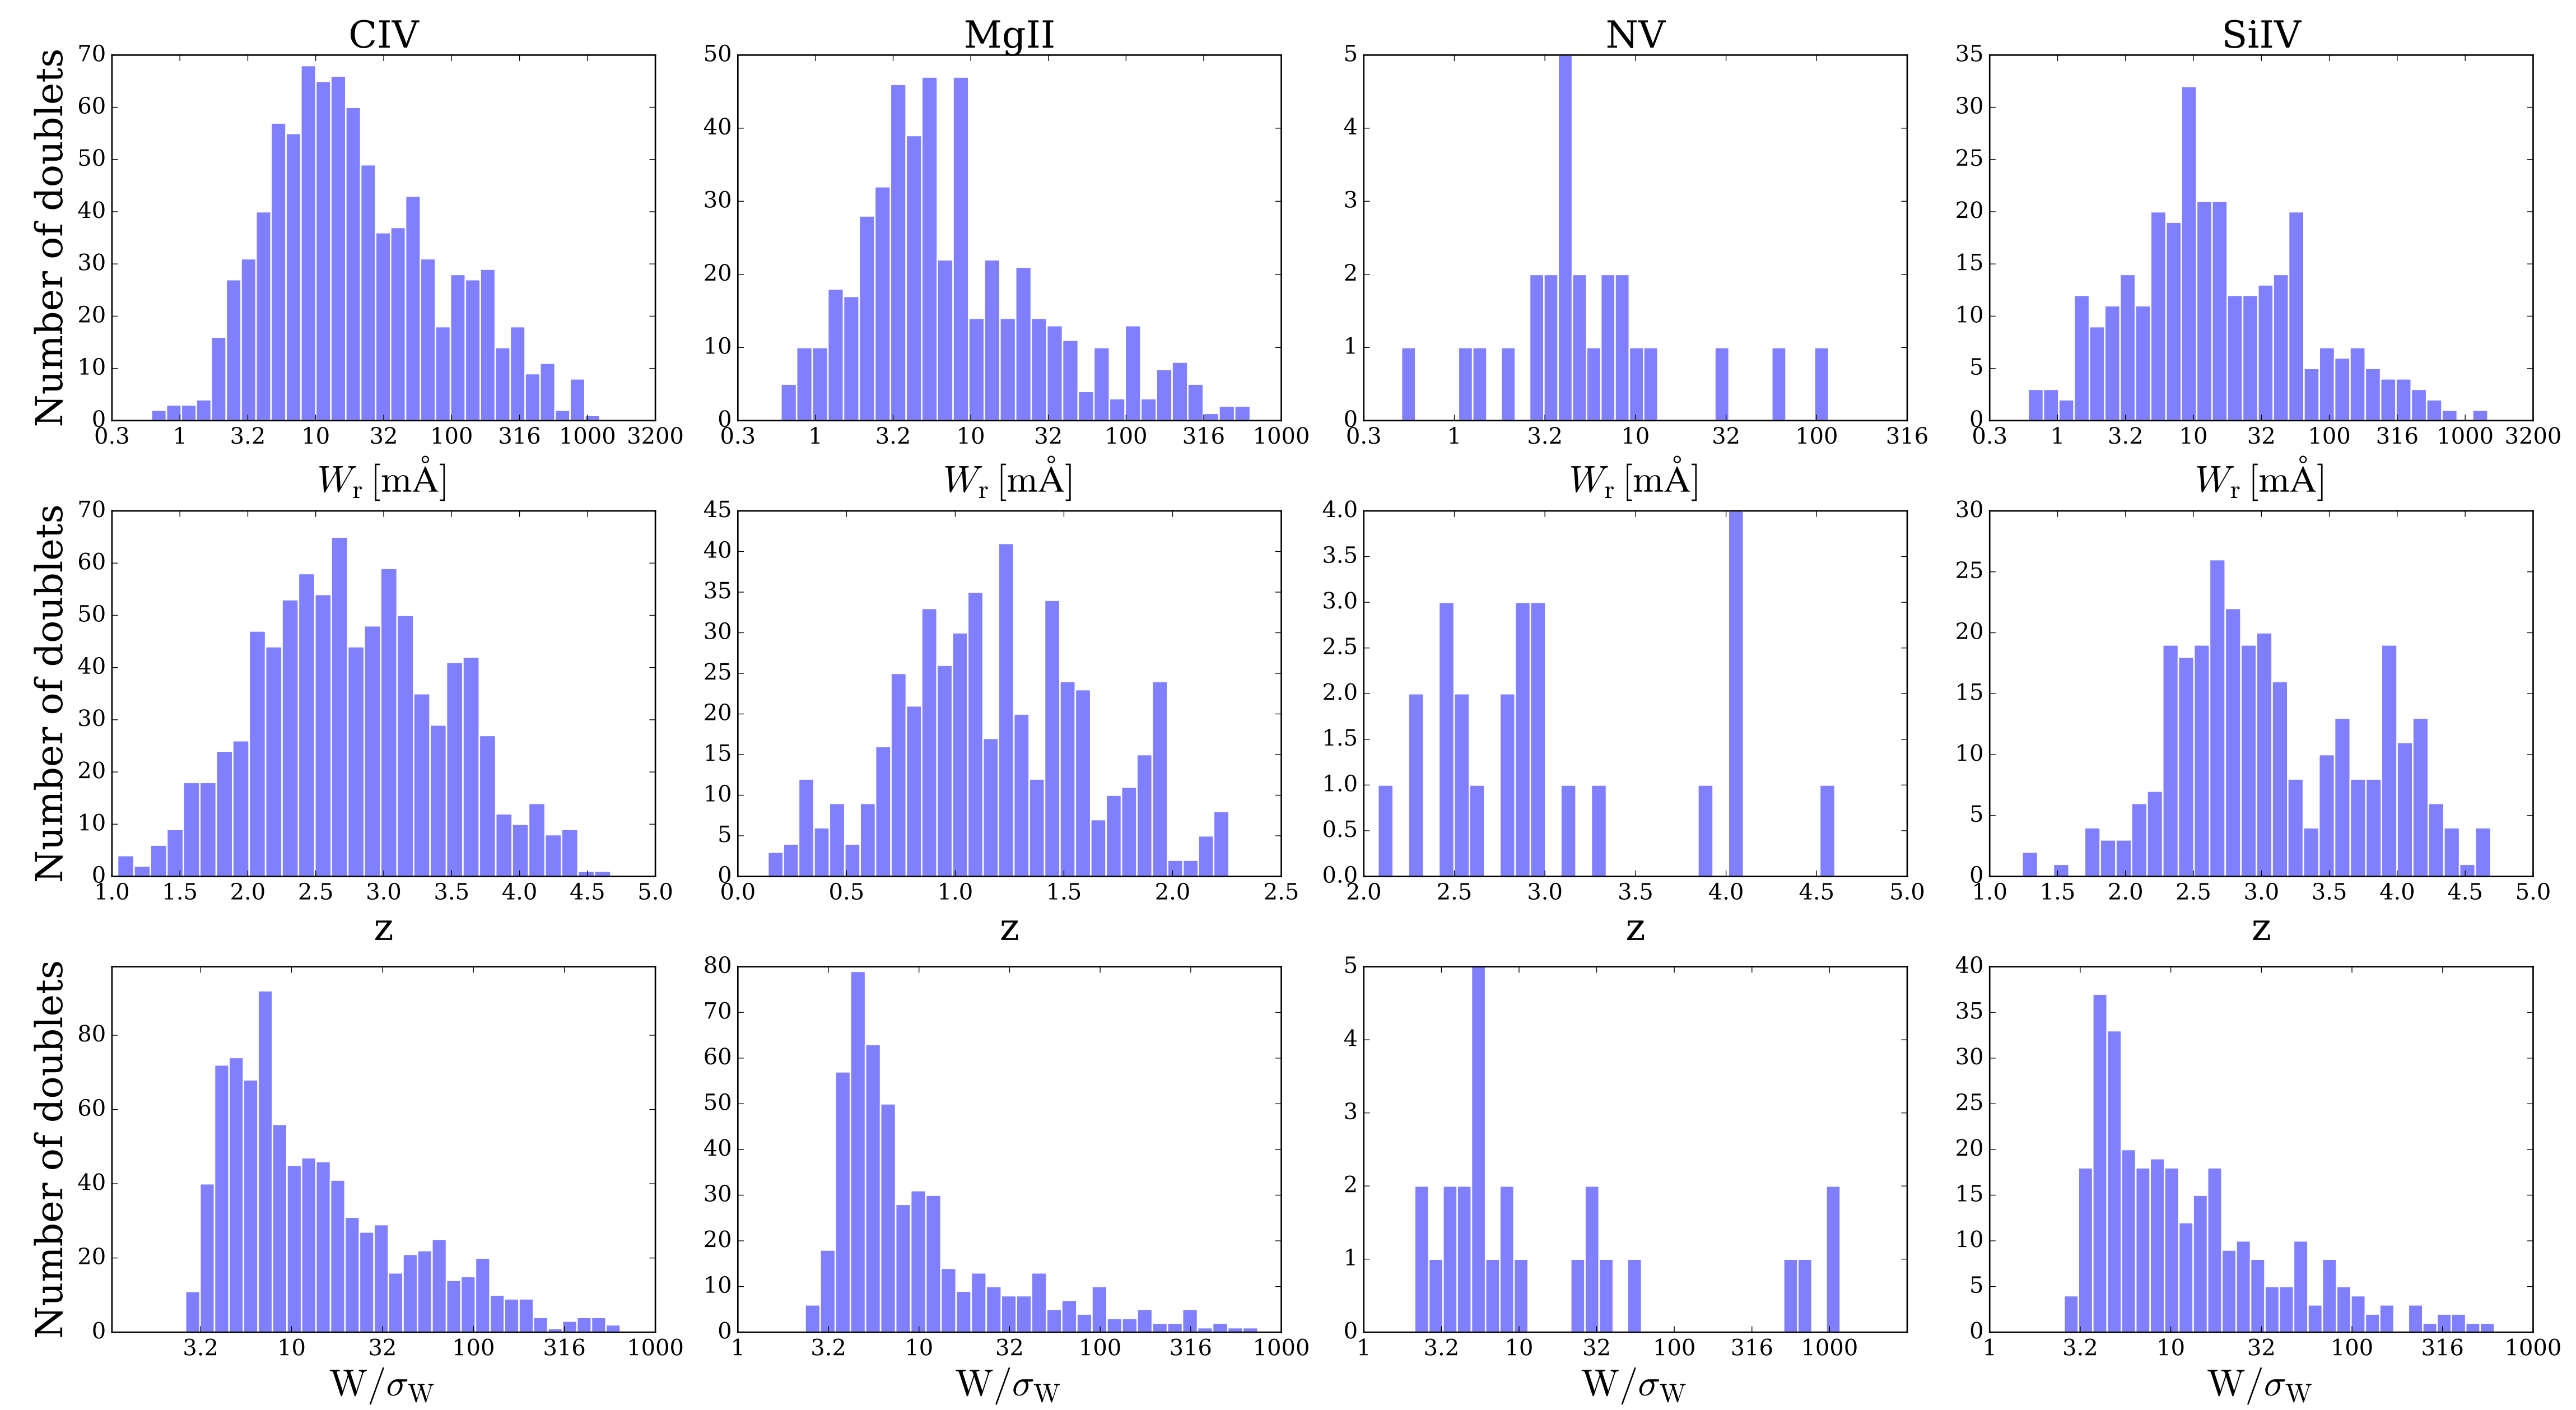 CIV MgII NV SiIV
Number of doublets
70 60 50 40 30 20 10 0
0.3 1 3.2 10 32 100 316 1000 3200
W_r [mÅ]
50 40 30 20 10 0
0.3 1 3.2 10 32 100 316 1000
W_r [mÅ]
5 4 3 2 1 0
0.3 1 3.2 10 32 100 316
W_r [mÅ]
35 30 25 20 15 10 5 0
0.3 1 3.2 10 32 100 316 1000 3200
W_r [mÅ]
Number of doublets
70 60 50 40 30 20 10 0
1.0 1.5 2.0 2.5 3.0 3.5 4.0 4.5 5.0
z
45 40 35 30 25 20 15 10 5 0
0.0 0.5 1.0 1.5 2.0 2.5
z
4.0 3.5 3.0 2.5 2.0 1.5 1.0 0.5 0.0
2.0 2.5 3.0 3.5 4.0 4.5 5.0
z
30 25 20 15 10 5 0
1.0 1.5 2.0 2.5 3.0 3.5 4.0 4.5 5.0
z
Number of doublets
80 60 40 20 0
3.2 10 32 100 316 1000
W/σ_W
80 70 60 50 40 30 20 10 0
1 3.2 10 32 100 316 1000
W/σ_W
5 4 3 2 1 0
1 3.2 10 32 100 316 1000
W/σ_W
40 35 30 25 20 15 10 5 0
1 3.2 10 32 100 316 1000
W/σ_W